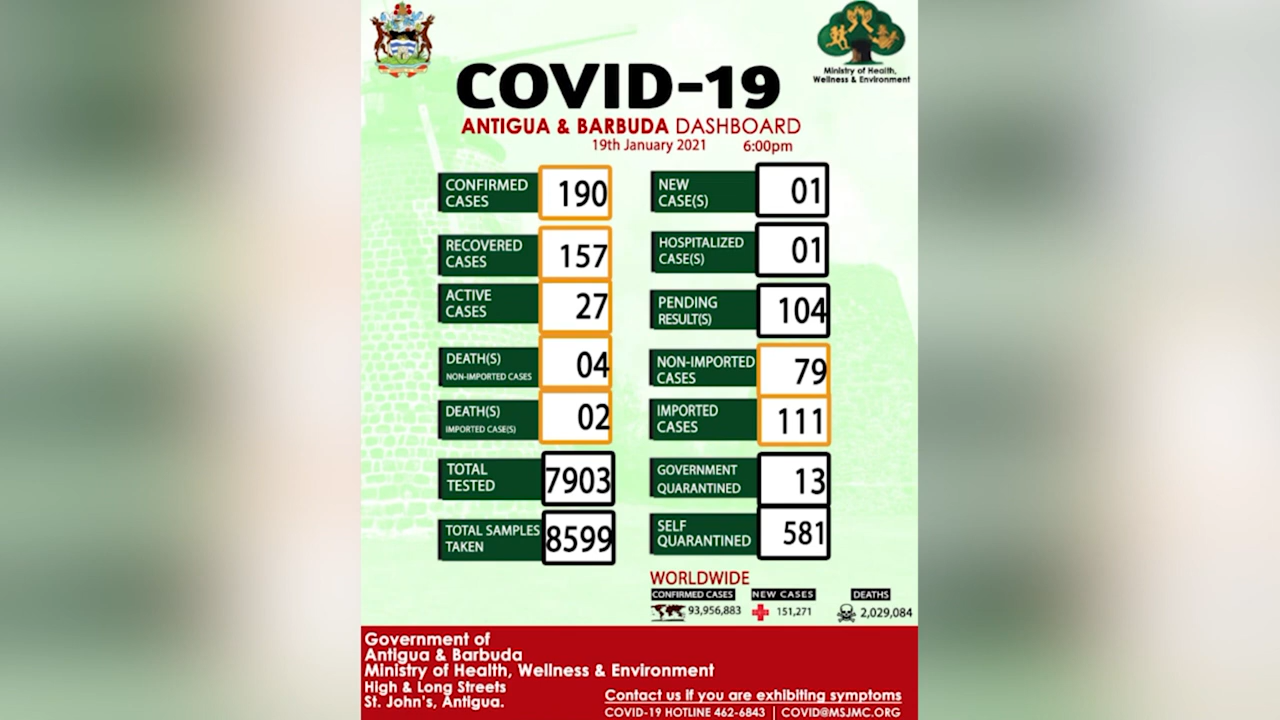 Ministry of Health,
Wellness & Environment
COVID-19
ANTIGUA & BARBUDA DASHBOARD
19th January 2021 6:00pm
CONFIRMED
CASES
190
RECOVERED
CASES
157
ACTIVE
CASES
27
DEATH(S)
NON-IMPORTED CASES
04
DEATH(S)
IMPORTED CASE(S)
02
TOTAL
TESTED
7903
TOTAL SAMPLES
TAKEN
8599
NEW
CASE(S)
01
HOSPITALIZED
CASE(S)
01
PENDING
RESULT(S)
104
NON-IMPORTED
CASES
79
IMPORTED
CASES
111
GOVERNMENT
QUARANTINED
13
SELF
QUARANTINED
581
WORLDWIDE
CONFIRMED CASES
93,956,883
NEW CASES
151,271
DEATHS
2,029,084
Government of
Antigua & Barbuda
Ministry of Health, Wellness & Environment
High & Long Streets
St. John's, Antigua.
Contact us if you are exhibiting symptoms
COVID-19 HOTLINE 462-6843 | COVID@MSJMC.ORG